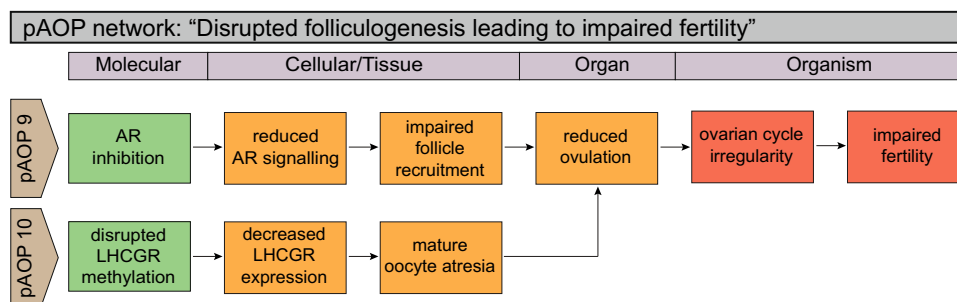 pAOP network: “Disrupted folliculogenesis leading to impaired fertility”
Molecular
Cellular/Tissue
Organ
Organism
pAOP 9
AR
inhibition
reduced
AR signalling
impaired
follicle
recruitment
reduced
ovulation
ovarian cycle
irregularity
impaired
fertility
pAOP 10
disrupted
LHCGR
methylation
decreased
LHCGR
expression
mature
oocyte atresia